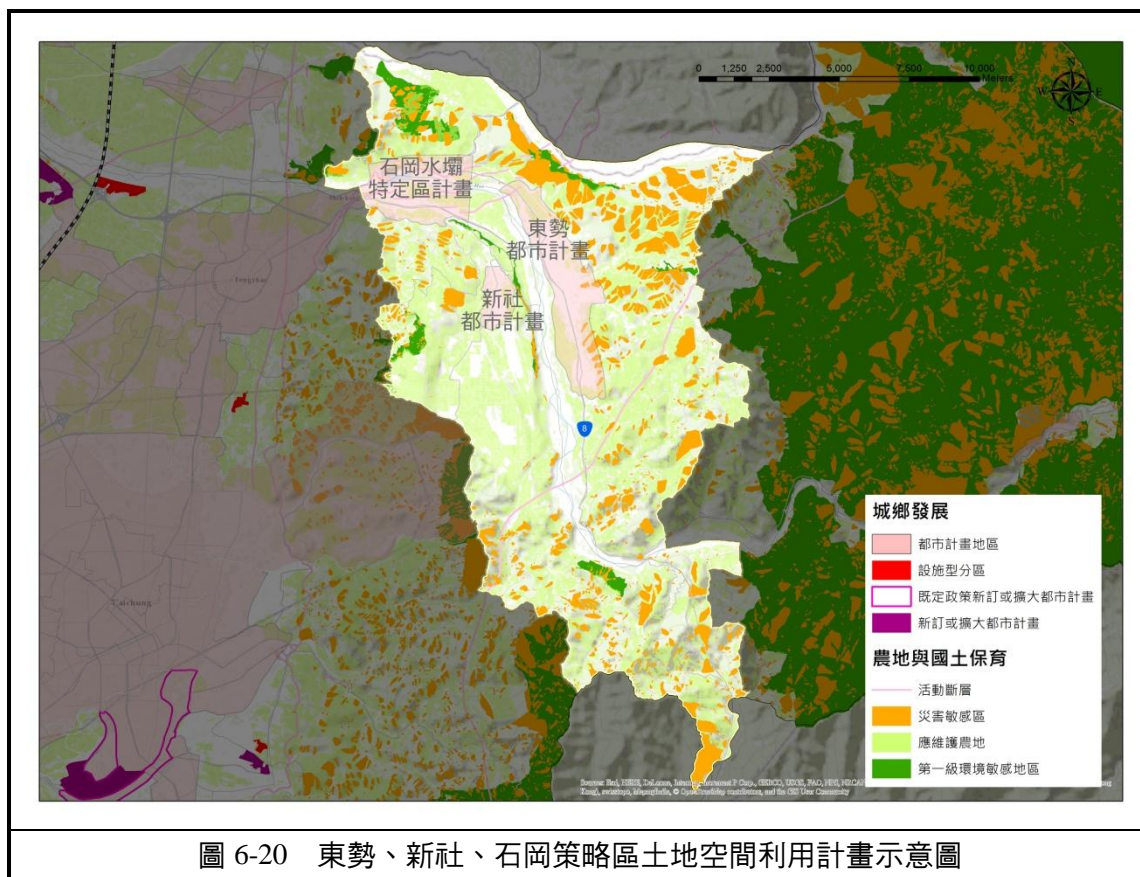 0 1,250 2,500 5,000 7,500 10,000
Meters
N
W E
S
石岡水壩
特定區計畫
東勢
都市計畫
新社
都市計畫
8
Taichung
城鄉發展
都市計畫地區
設施型分區
既定政策新訂或擴大都市計畫
新訂或擴大都市計畫
農地與國土保育
活動斷層
災害敏感區
應維護農地
第一級環境敏感地區
圖 6-20 東勢、新社、石岡策略區土地空間利用計畫示意圖